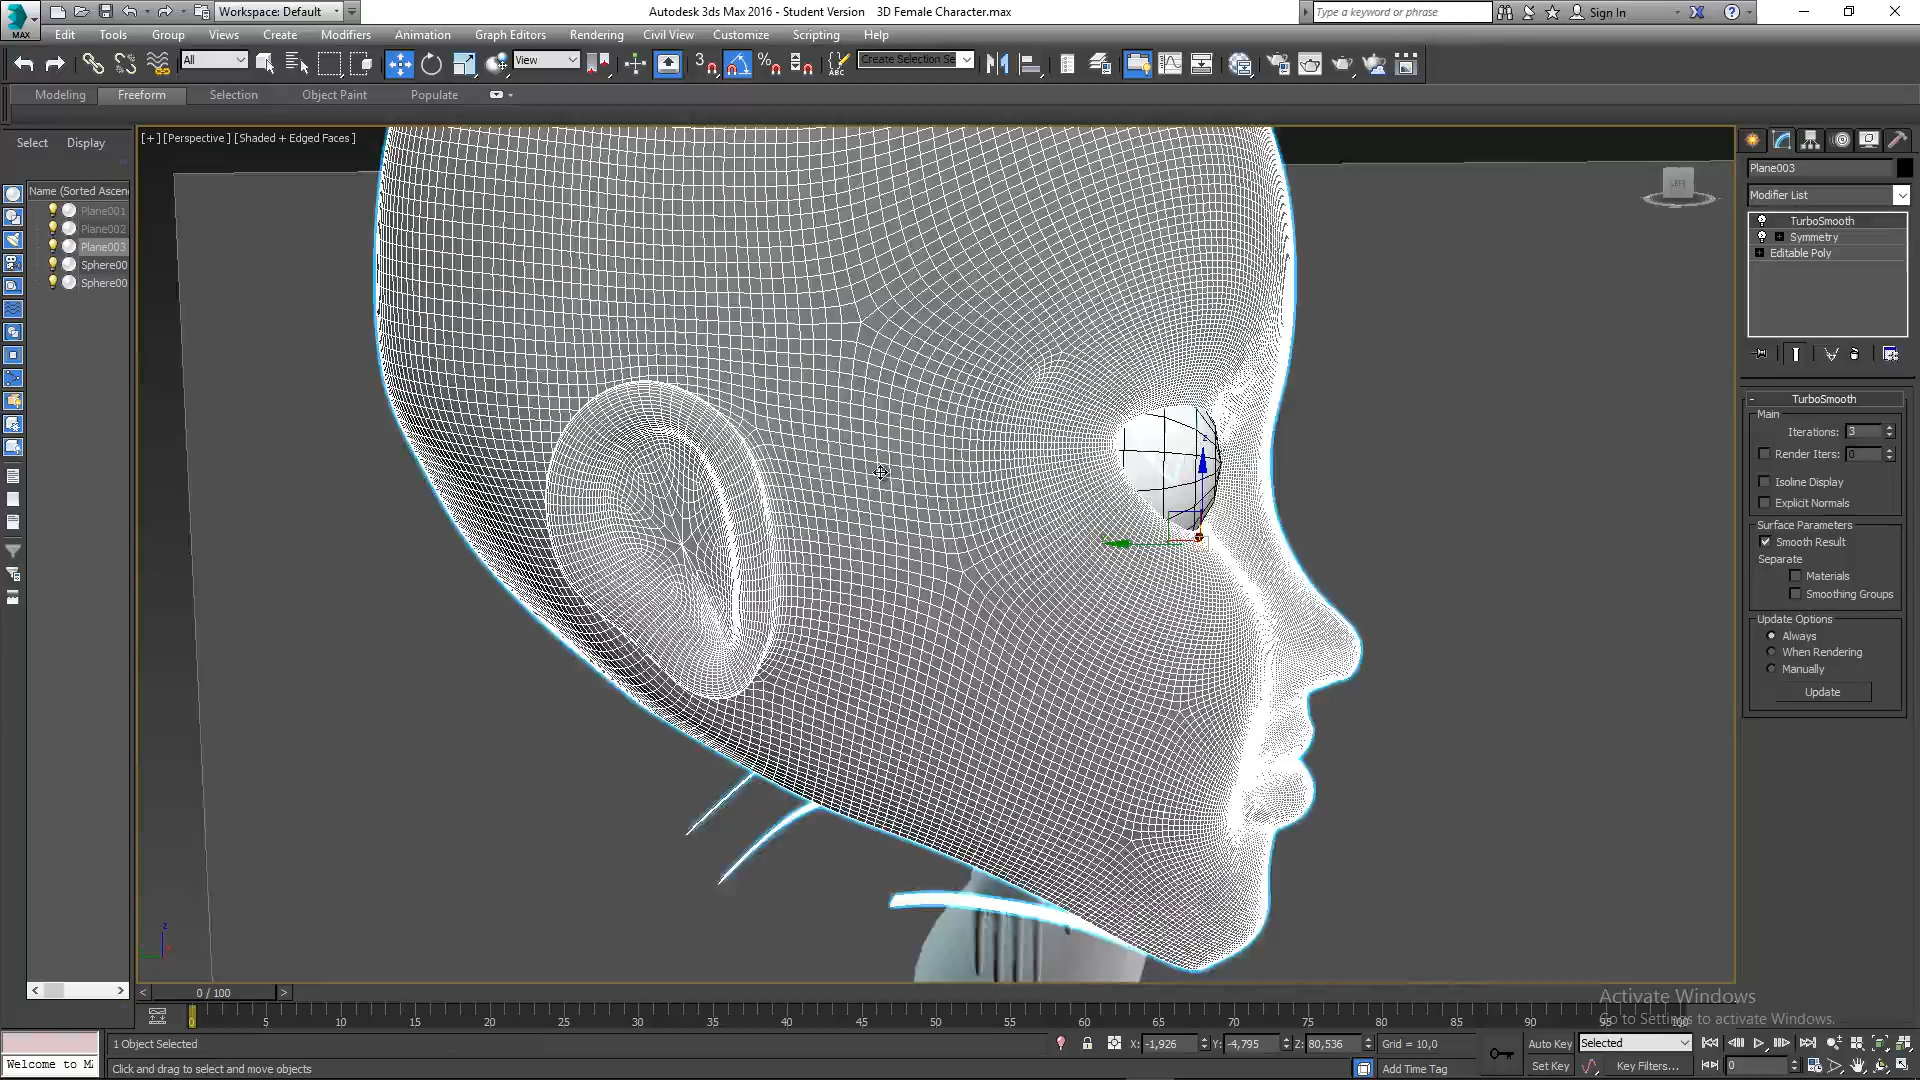 Workspace: Default
Autodesk 3ds Max 2016 - Student Version    3D Female Character.max
Type a keyword or phrase
Sign In
MAX
Edit Tools Group Views Create Modifiers Animation Graph Editors Rendering Civil View Customize Scripting Help
All
View
3
ABC
Create Selection Se
Modeling Freeform Selection Object Paint Populate
Select Display
[+] [Perspective] [Shaded + Edged Faces]
Name (Sorted Ascen
Plane001
Plane002
Plane003
Sphere00
Sphere00
LEFT
Plane003
Modifier List
TurboSmooth
Symmetry
Editable Poly
TurboSmooth
Main
Iterations: 3
Render Iters: 0
Isoline Display
Explicit Normals
Surface Parameters
Smooth Result
Separate
Materials
Smoothing Groups
Update Options
Always
When Rendering
Manually
Update
z
z
0 / 100
Activate Windows
Go to Settings to activate Windows.
0 5 10 15 20 25 30 35 40 45 50 55 60 65 70 75 80 85 90 95 100
1 Object Selected
X: -1,926 Y: -4,795 Z: 80,536 Grid = 10,0
Auto Key Selected
Welcome to M
Click and drag to select and move objects
Add Time Tag
Set Key Key Filters... 0